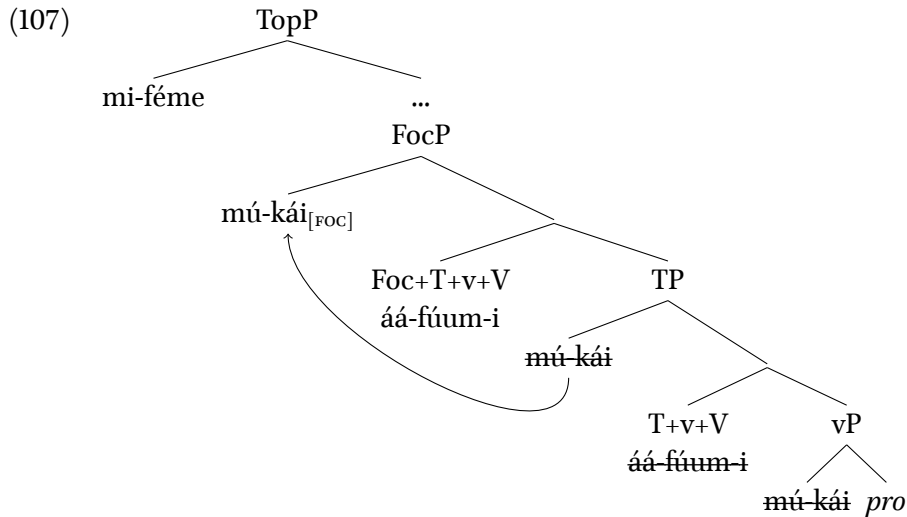 (107) TopP
mi-féme ...
FocP
mú-kái[FOC]
Foc+T+v+V TP
áá-fúum-i
mú-kái
T+v+V vP
áá-fúum-i
mú-kái pro